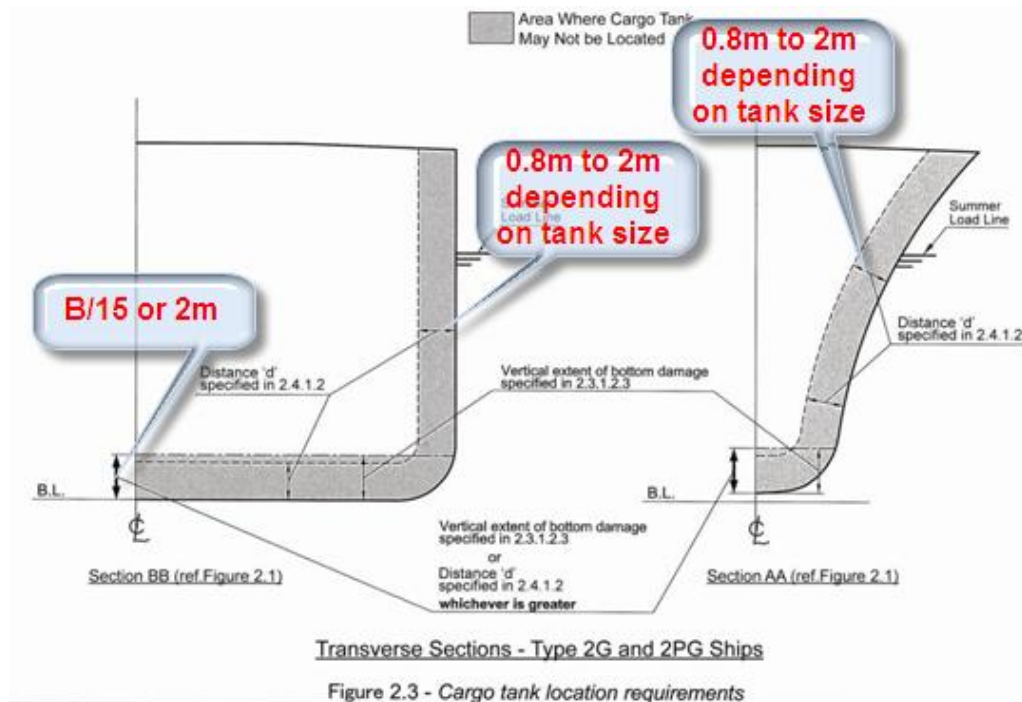 Area Where Cargo Tank
May Not be Located
0.8m to 2m
depending
on tank size
0.8m to 2m
depending
on tank size
Load Line
Summer
Load Line
B/15 or 2m
Distance 'd'
specified in 2.4.1.2
Vertical extent of bottom damage
specified in 2.3.1.2.3
Distance 'd'
specified in 2.4.1.2
B.L.
B.L.
Vertical extent of bottom damage
specified in 2.3.1.2.3
or
Distance 'd'
specified in 2.4.1.2
whichever is greater
Section BB (ref.Figure 2.1)
Section AA (ref.Figure 2.1)
Transverse Sections - Type 2G and 2PG Ships
Figure 2.3 - Cargo tank location requirements